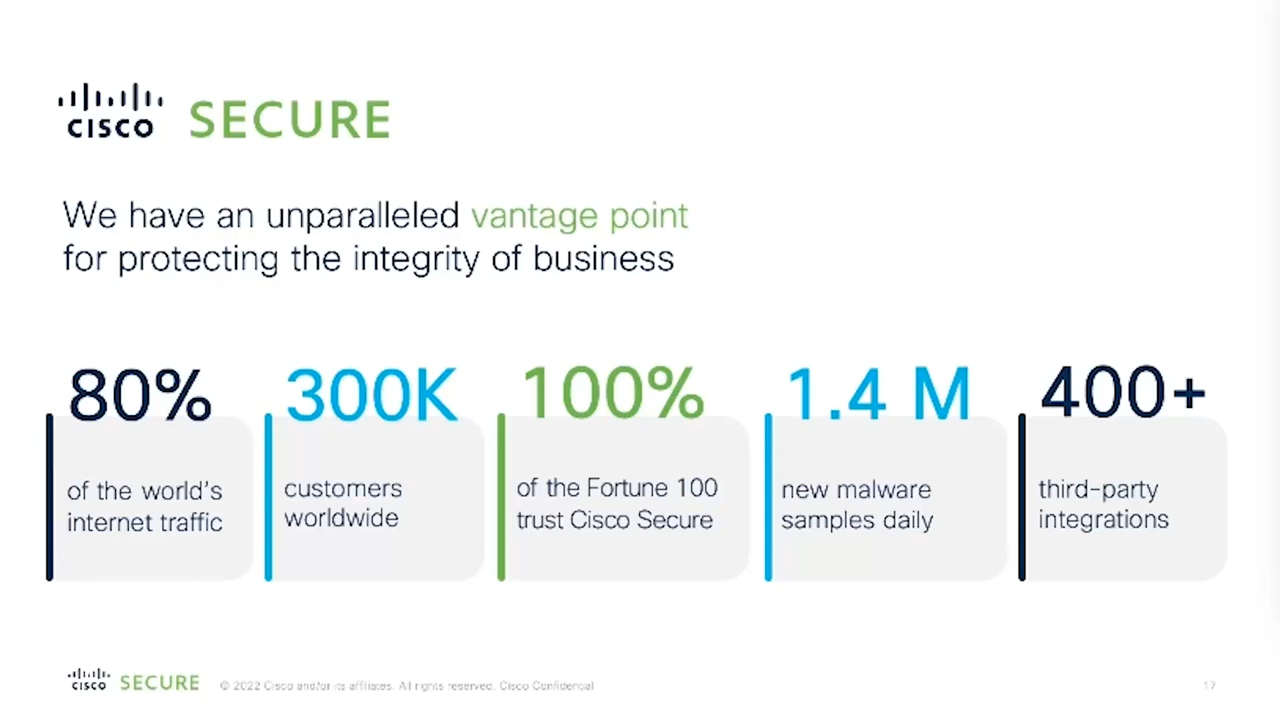 CISCO SECURE
We have an unparalleled vantage point
for protecting the integrity of business
80%
of the world's
internet traffic
300K
customers
worldwide
100%
of the Fortune 100
trust Cisco Secure
1.4 M
new malware
samples daily
400+
third-party
integrations
CISCO SECURE © 2022 Cisco and/or its affiliates. All rights reserved. Cisco Confidential 17